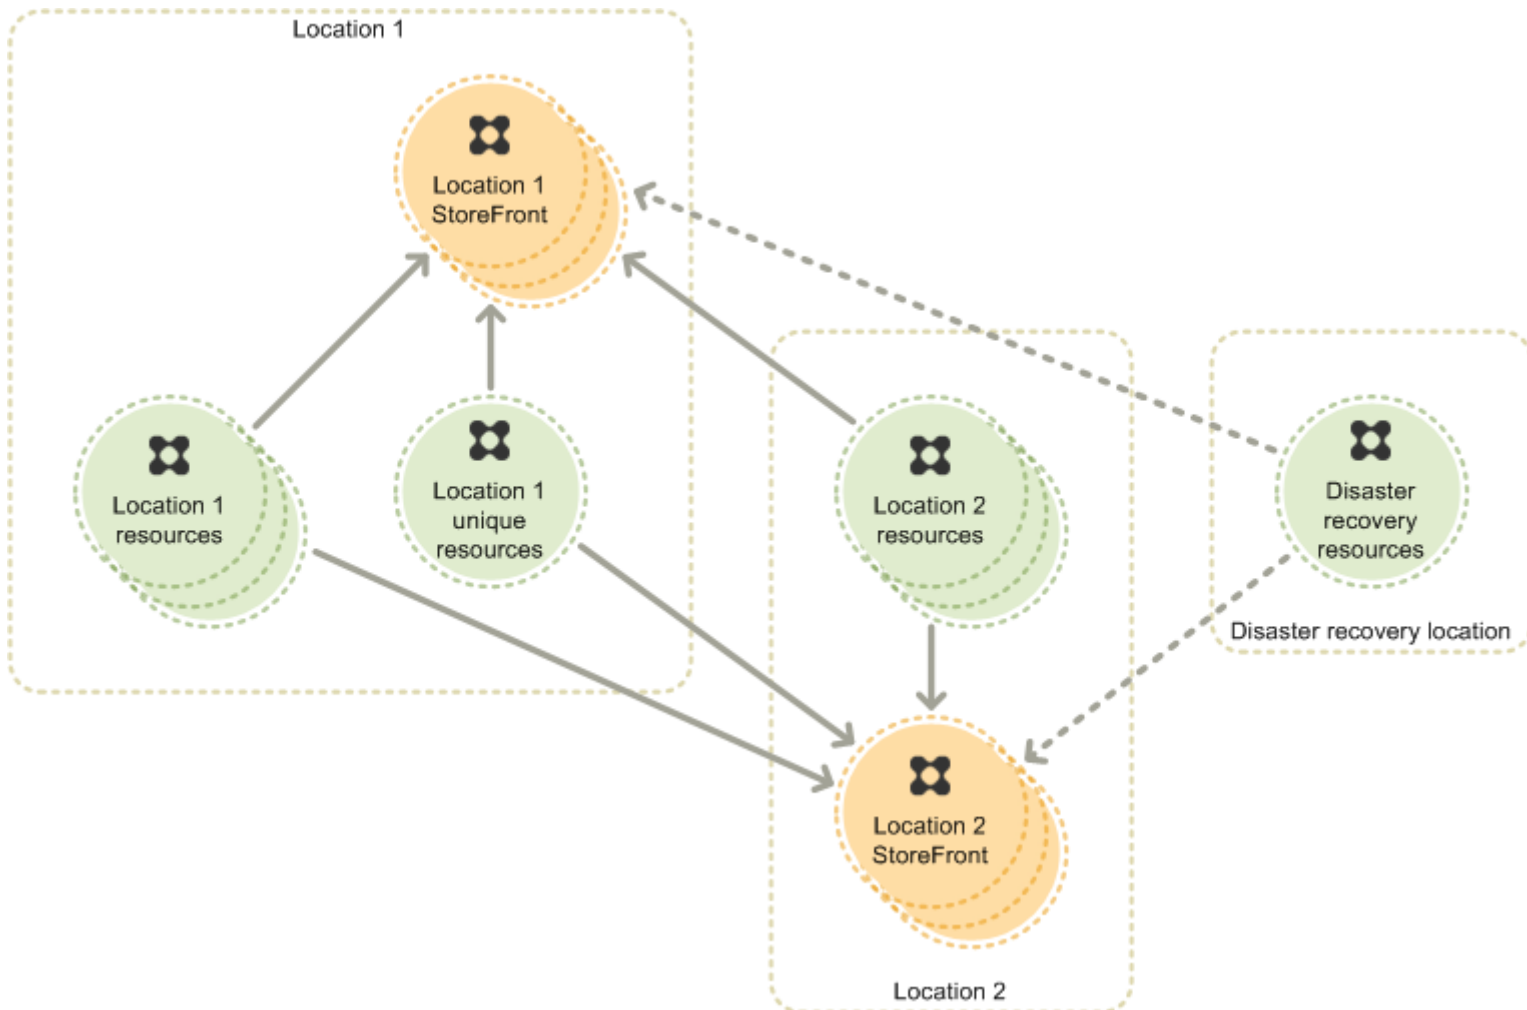 Location 1
Location 1
StoreFront
Location 1
resources
Location 1
unique
resources
Location 2
resources
Disaster
recovery
resources
Disaster recovery location
Location 2
StoreFront
Location 2